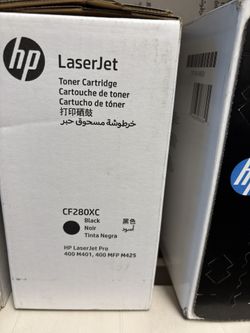 hp
LaserJet
Toner Cartridge
Cartouche de toner
Cartucho de tóner
打印硒鼓
خرطوشة مسحوق حبر
CF280XC
Black
Noir
Tinta Negra
黑色
أسود
HP LaserJet Pro
400 M401, 400 MFP M425
hp